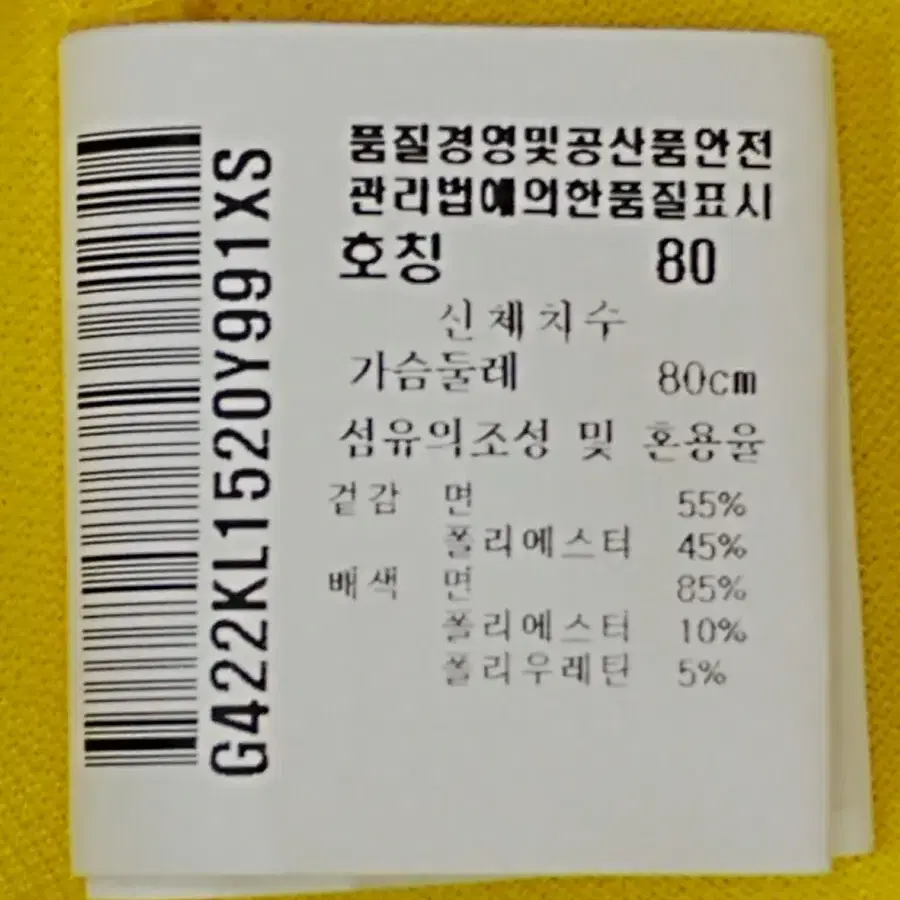 G422KL1520Y991XS
품질경영및공산품안전
관리법에의한품질표시
호칭 80
신체치수
가슴둘레 80cm
섬유의조성 및 혼용율
겉감 면 55%
폴리에스터 45%
배색 면 85%
폴리에스터 10%
폴리우레탄 5%